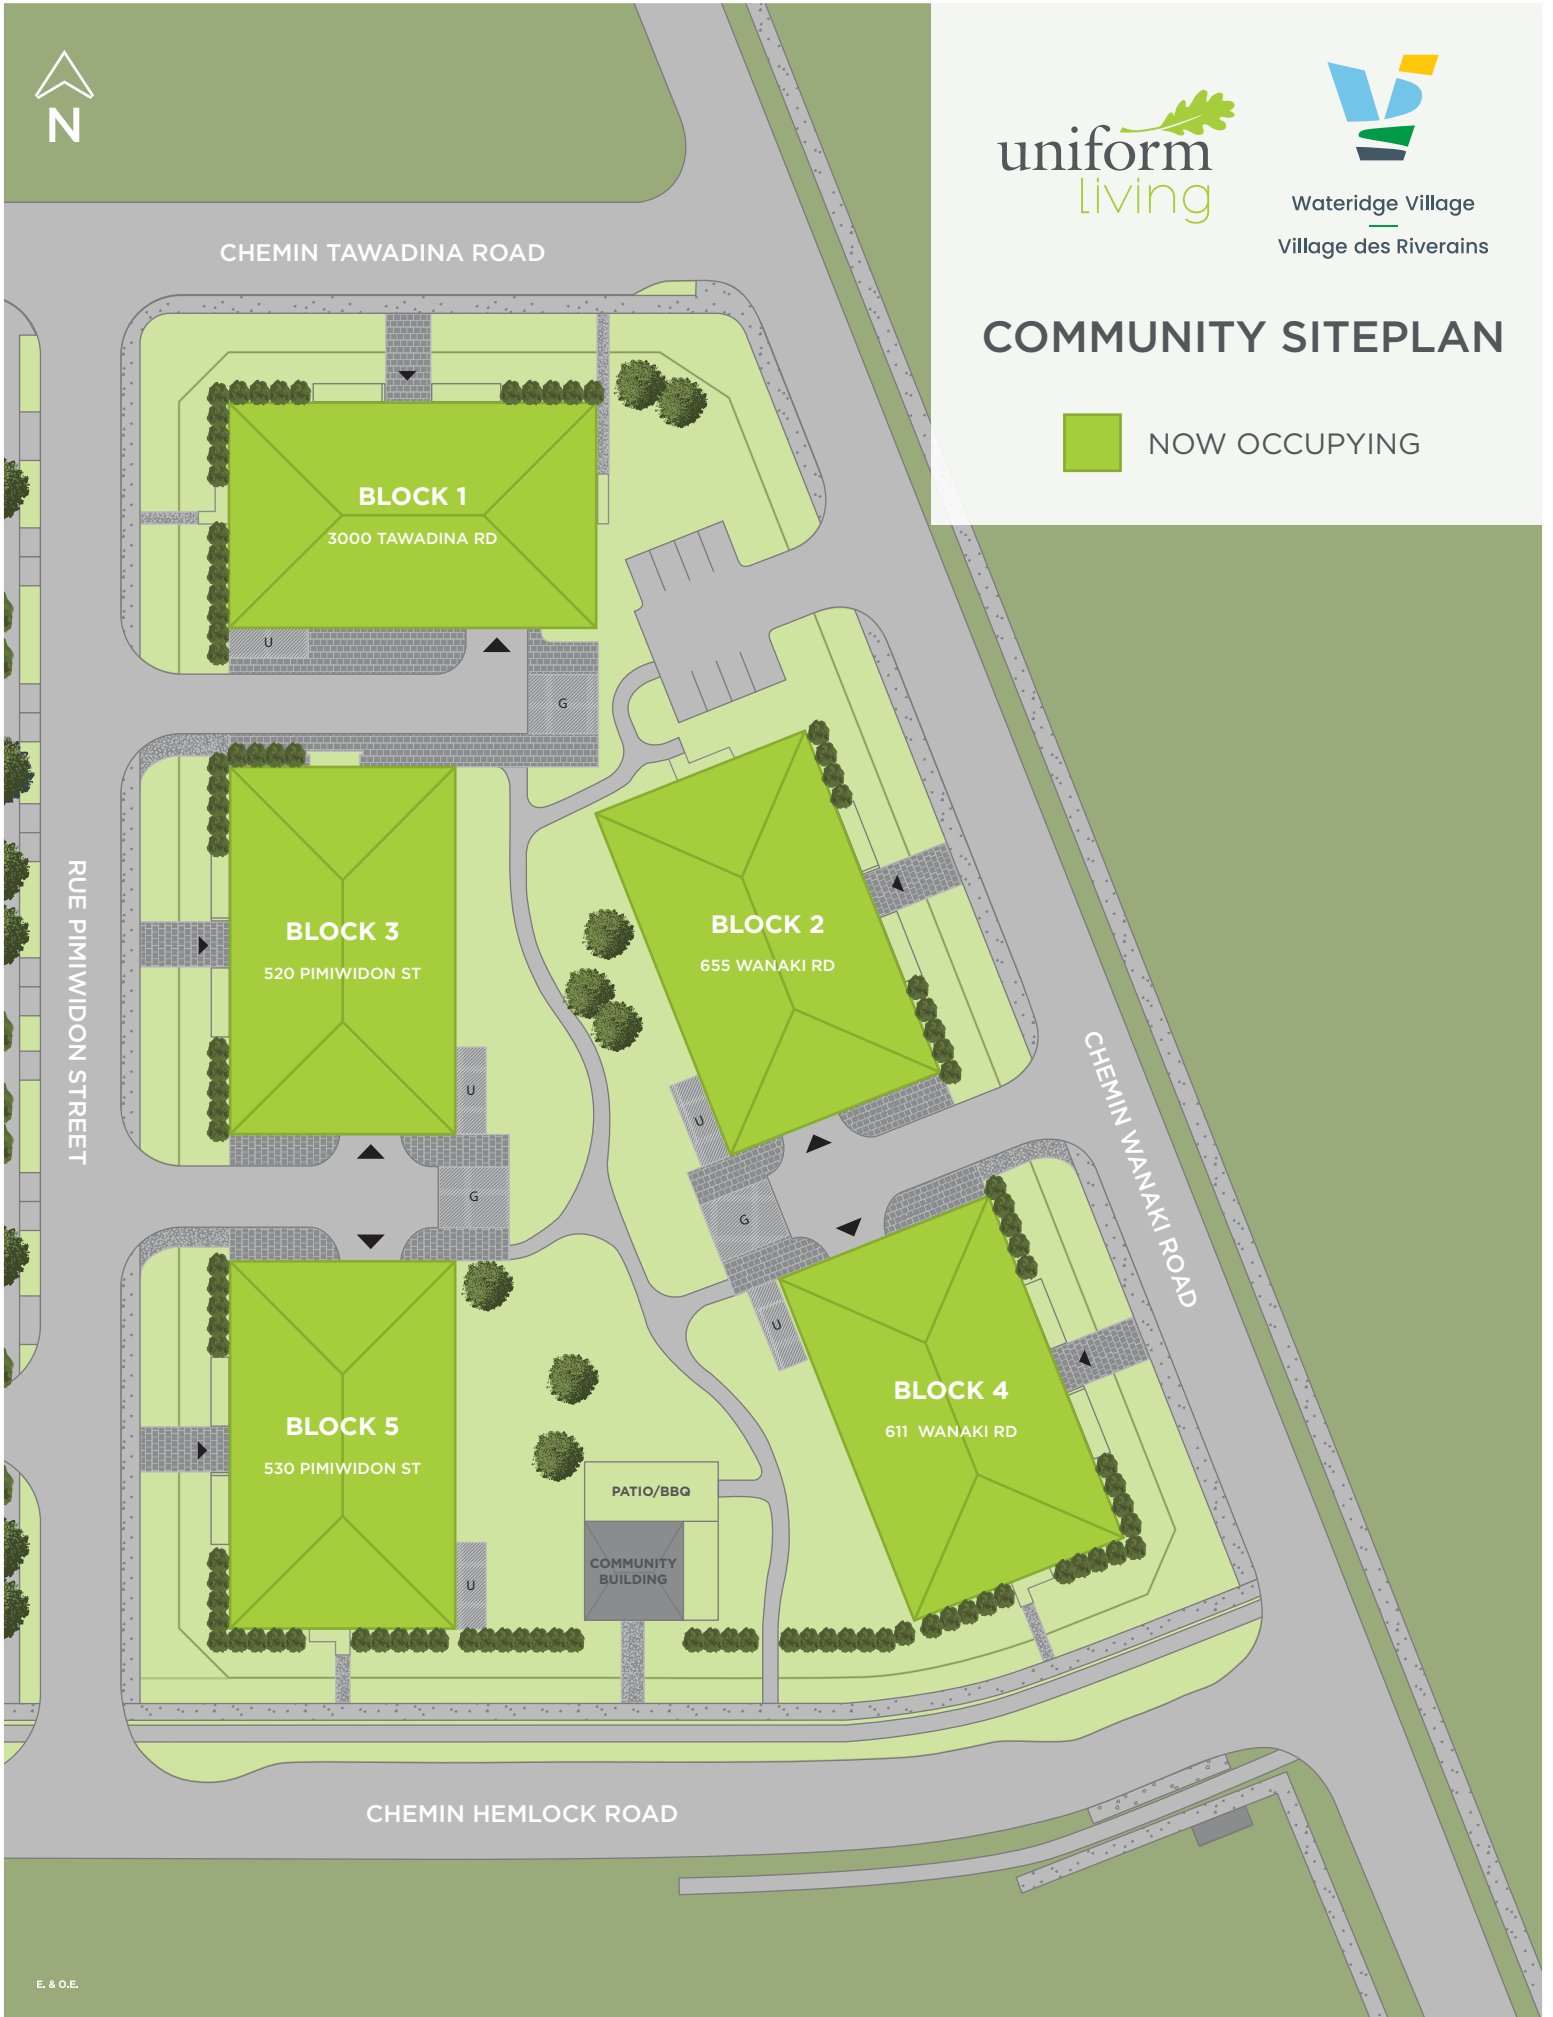 N
uniform
living
Wateridge Village
Village des Riverains
COMMUNITY SITEPLAN
NOW OCCUPYING
CHEMIN TAWADINA ROAD
BLOCK 1
3000 TAWADINA RD
U
G
RUE PIMIWIDON STREET
BLOCK 3
520 PIMIWIDON ST
U
G
BLOCK 2
655 WANAKI RD
U
G
U
CHEMIN WANAKI ROAD
BLOCK 4
611 WANAKI RD
BLOCK 5
530 PIMIWIDON ST
U
PATIO/BBQ
COMMUNITY
BUILDING
CHEMIN HEMLOCK ROAD
E. & O.E.